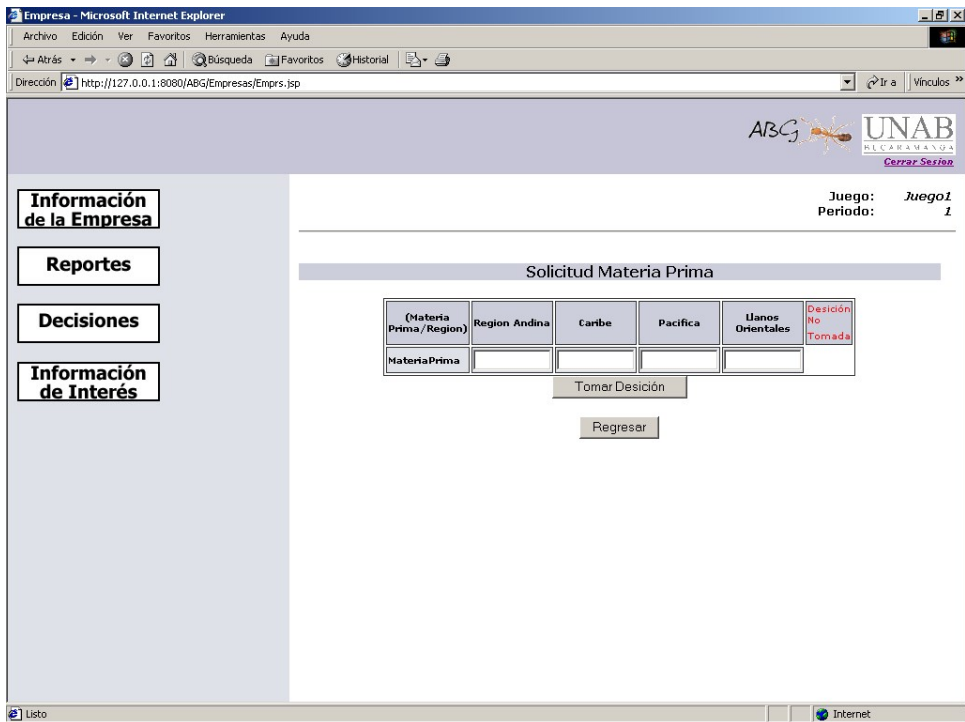 Empresa - Microsoft Internet Explorer
Archivo Edición Ver Favoritos Herramientas Ayuda
Atrás Búsqueda Favoritos Historial
Dirección http://127.0.0.1:8080/ABG/Empresas/Emprs.jsp Ir a Vínculos »
ABG UNAB
BUCARAMANGA
Cerrar Sesion
Información
de la Empresa
Reportes
Decisiones
Información
de Interés
Juego: Juego1
Periodo: 1
Solicitud Materia Prima
(Materia
Prima/Region) Region Andina Caribe Pacifica Llanos
Orientales Desición
No
Tomada
MateriaPrima
Tomar Desición
Regresar
Listo Internet